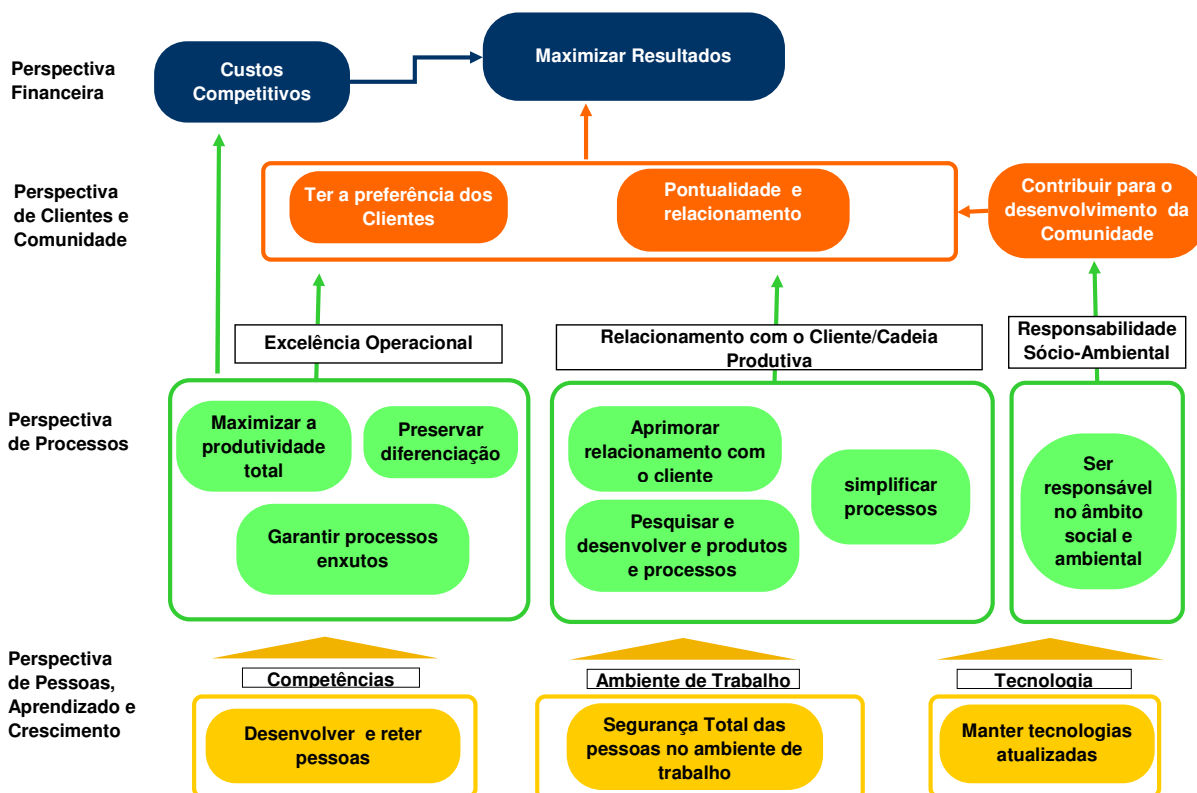 Perspectiva
Financeira
Custos
Competitivos
Maximizar Resultados
Perspectiva
de Clientes e
Comunidade
Ter a preferência dos
Clientes
Pontualidade e
relacionamento
Contribuir para o
desenvolvimento da
Comunidade
Excelência Operacional
Relacionamento com o Cliente/Cadeia
Produtiva
Responsabilidade
Sócio-Ambiental
Perspectiva
de Processos
Maximizar a
produtividade
total
Preservar
diferenciação
Garantir processos
enxutos
Aprimorar
relacionamento com
o cliente
Pesquisar e
desenvolver e produtos
e processos
simplificar
processos
Ser
responsável
no âmbito
social e
ambiental
Perspectiva
de Pessoas,
Aprendizado e
Crescimento
Competências
Desenvolver e reter
pessoas
Ambiente de Trabalho
Segurança Total das
pessoas no ambiente de
trabalho
Tecnologia
Manter tecnologias
atualizadas